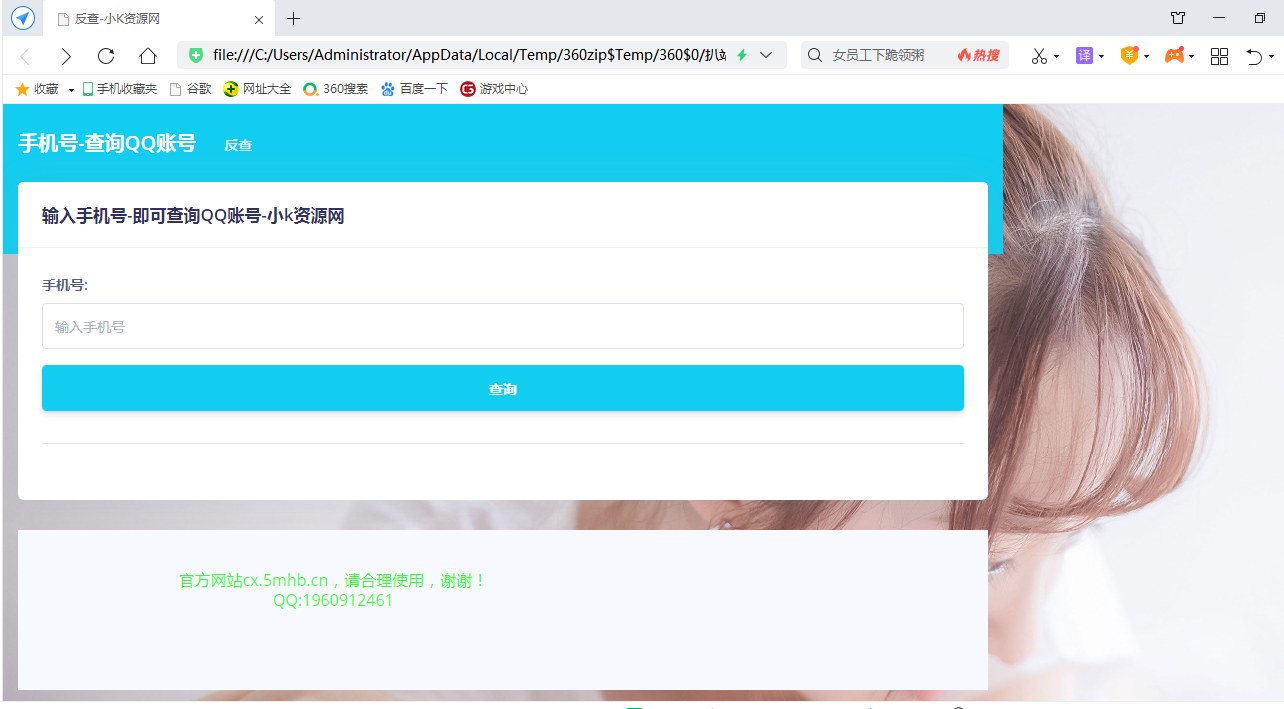 反查-小K资源网
file:///C:/Users/Administrator/AppData/Local/Temp/360zip$Temp/360$0/扒站
女员工下跪领粥 热搜
译
收藏 手机收藏夹 谷歌 网址大全 360搜索 百度一下 游戏中心
手机号-查询QQ账号 反查
输入手机号-即可查询QQ账号-小k资源网
手机号:
输入手机号
查询
官方网站cx.5mhb.cn，请合理使用，谢谢！
QQ:1960912461